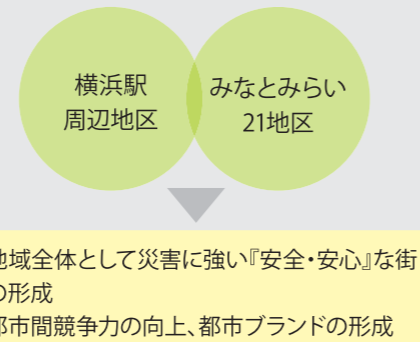 横浜駅
周辺地区
みなとみらい
21地区
地域全体として災害に強い『安全・安心』な街
の形成
都市間競争力の向上、都市ブランドの形成